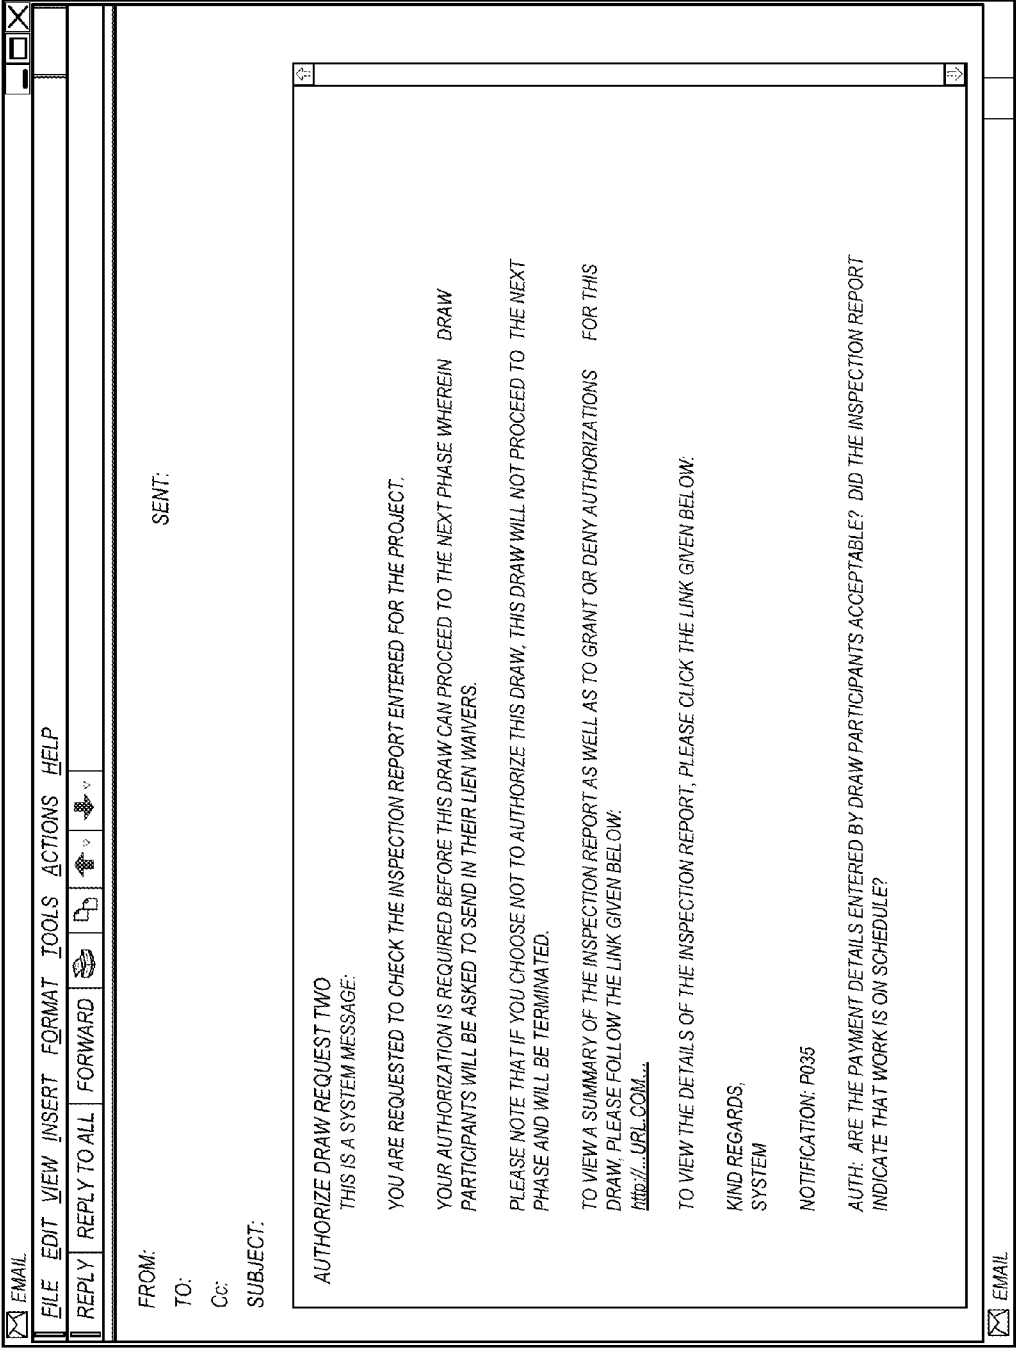 EMAIL
FILE EDIT VIEW INSERT FORMAT TOOLS ACTIONS HELP
REPLY REPLY TO ALL FORWARD
FROM:
SENT:
TO:
Cc:
SUBJECT:
AUTHORIZE DRAW REQUEST TWO
THIS IS A SYSTEM MESSAGE:
YOU ARE REQUESTED TO CHECK THE INSPECTION REPORT ENTERED FOR THE PROJECT.
YOUR AUTHORIZATION IS REQUIRED BEFORE THIS DRAW CAN PROCEED TO THE NEXT PHASE WHEREIN DRAW
PARTICIPANTS WILL BE ASKED TO SEND IN THEIR LIEN WAIVERS.
PLEASE NOTE THAT IF YOU CHOOSE NOT TO AUTHORIZE THIS DRAW, THIS DRAW WILL NOT PROCEED TO THE NEXT
PHASE AND WILL BE TERMINATED.
TO VIEW A SUMMARY OF THE INSPECTION REPORT AS WELL AS TO GRANT OR DENY AUTHORIZATIONS FOR THIS
DRAW, PLEASE FOLLOW THE LINK GIVEN BELOW:
http://...URL.COM...
TO VIEW THE DETAILS OF THE INSPECTION REPORT, PLEASE CLICK THE LINK GIVEN BELOW:
KIND REGARDS,
SYSTEM
NOTIFICATION: P035
AUTH: ARE THE PAYMENT DETAILS ENTERED BY DRAW PARTICIPANTS ACCEPTABLE? DID THE INSPECTION REPORT
INDICATE THAT WORK IS ON SCHEDULE?
EMAIL